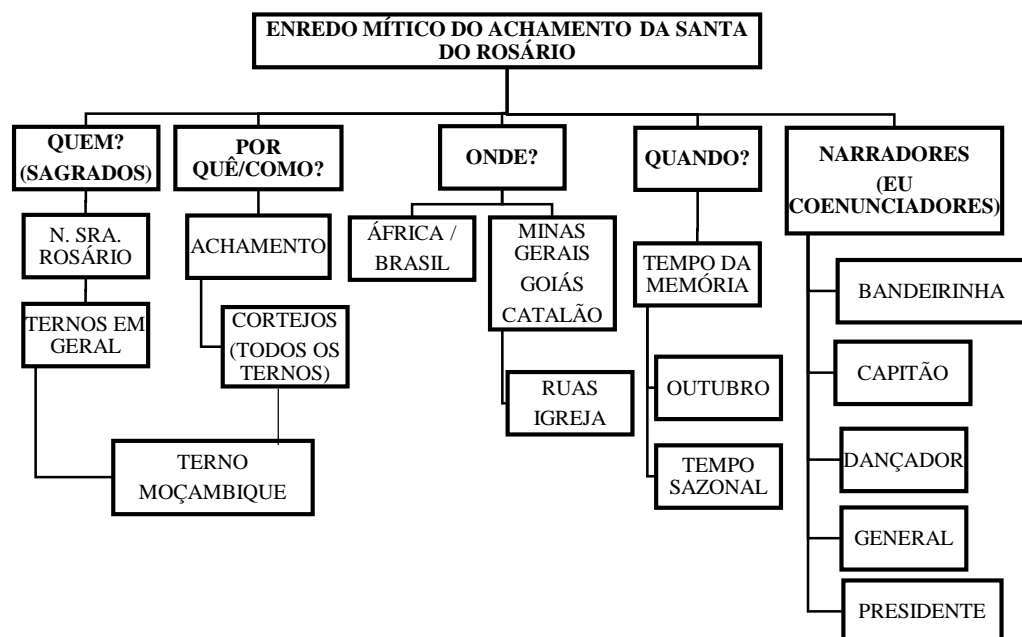 ENREDO MÍTICO DO ACHAMENTO DA SANTA
DO ROSÁRIO
QUEM?
(SAGRADOS)
N. SRA.
ROSÁRIO
TERNOS EM
GERAL
POR
QUÊ/COMO?
ACHAMENTO
CORTEJOS
(TODOS OS
TERNOS)
TERNO
MOÇAMBIQUE
ONDE?
ÁFRICA /
BRASIL
MINAS
GERAIS
GOIÁS
CATALÃO
RUAS
IGREJA
QUANDO?
TEMPO DA
MEMÓRIA
OUTUBRO
TEMPO
SAZONAL
NARRADORES
(EU
COENUNCIADORES)
BANDEIRINHA
CAPITÃO
DANÇADOR
GENERAL
PRESIDENTE